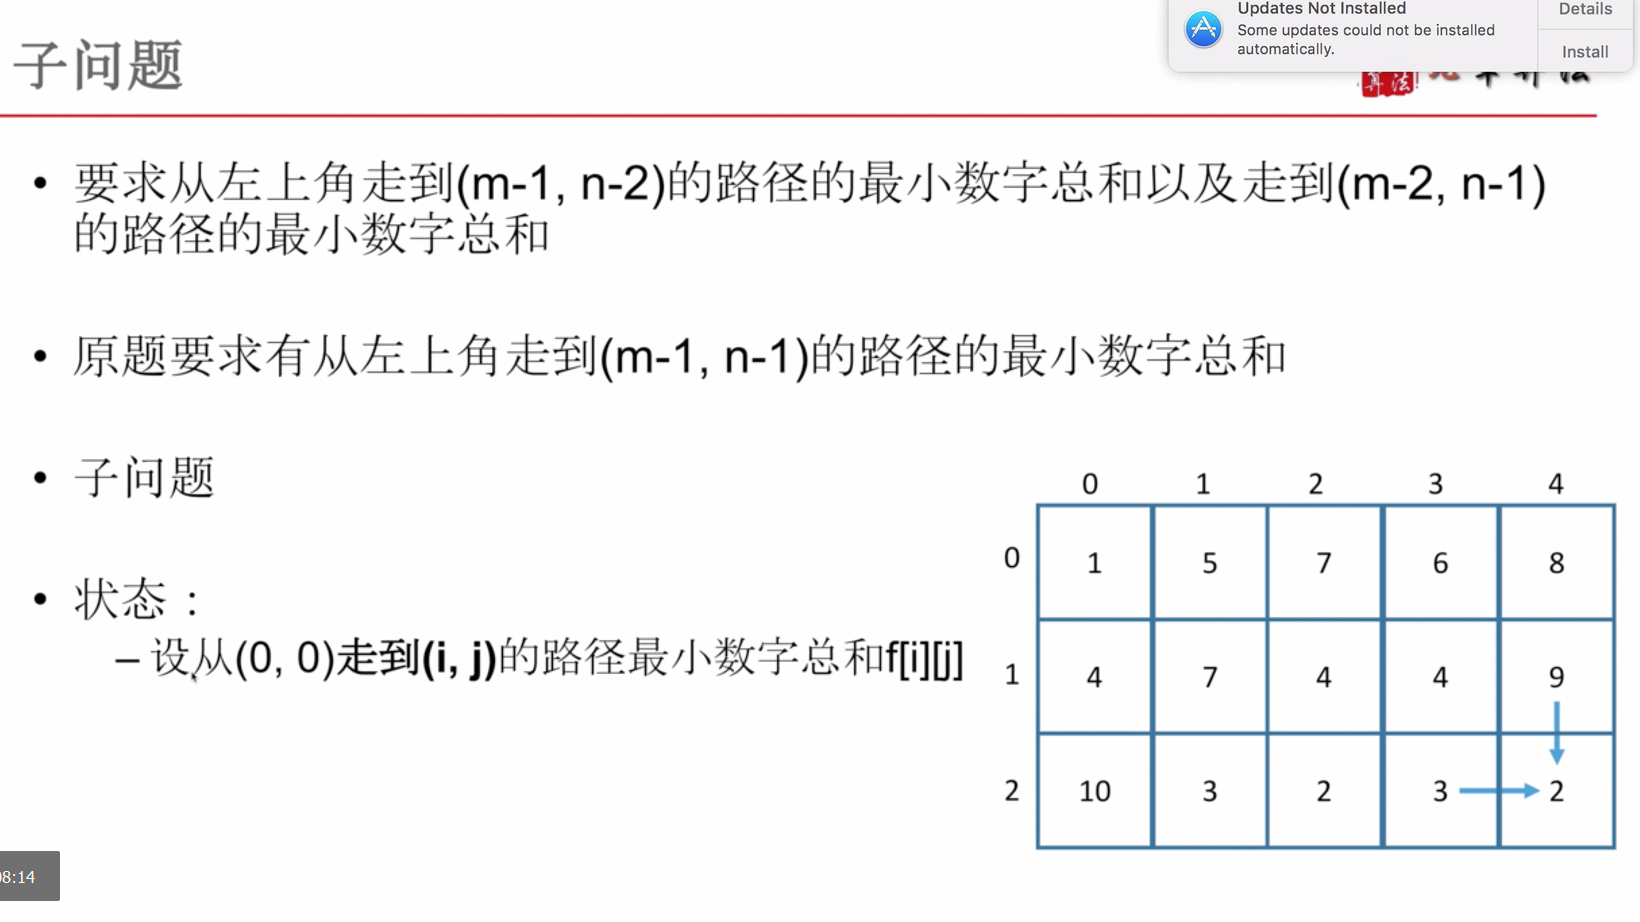 Updates Not Installed
Some updates could not be installed
automatically.
Details
Install
子问题
算法
• 要求从左上角走到(m-1, n-2)的路径的最小数字总和以及走到(m-2, n-1)
的路径的最小数字总和
• 原题要求有从左上角走到(m-1, n-1)的路径的最小数字总和
• 子问题
• 状态：
– 设从(0, 0)走到(i, j)的路径最小数字总和f[i][j]
0 1 2 3 4
0 1 5 7 6 8
1 4 7 4 4 9
2 10 3 2 3 2
8:14